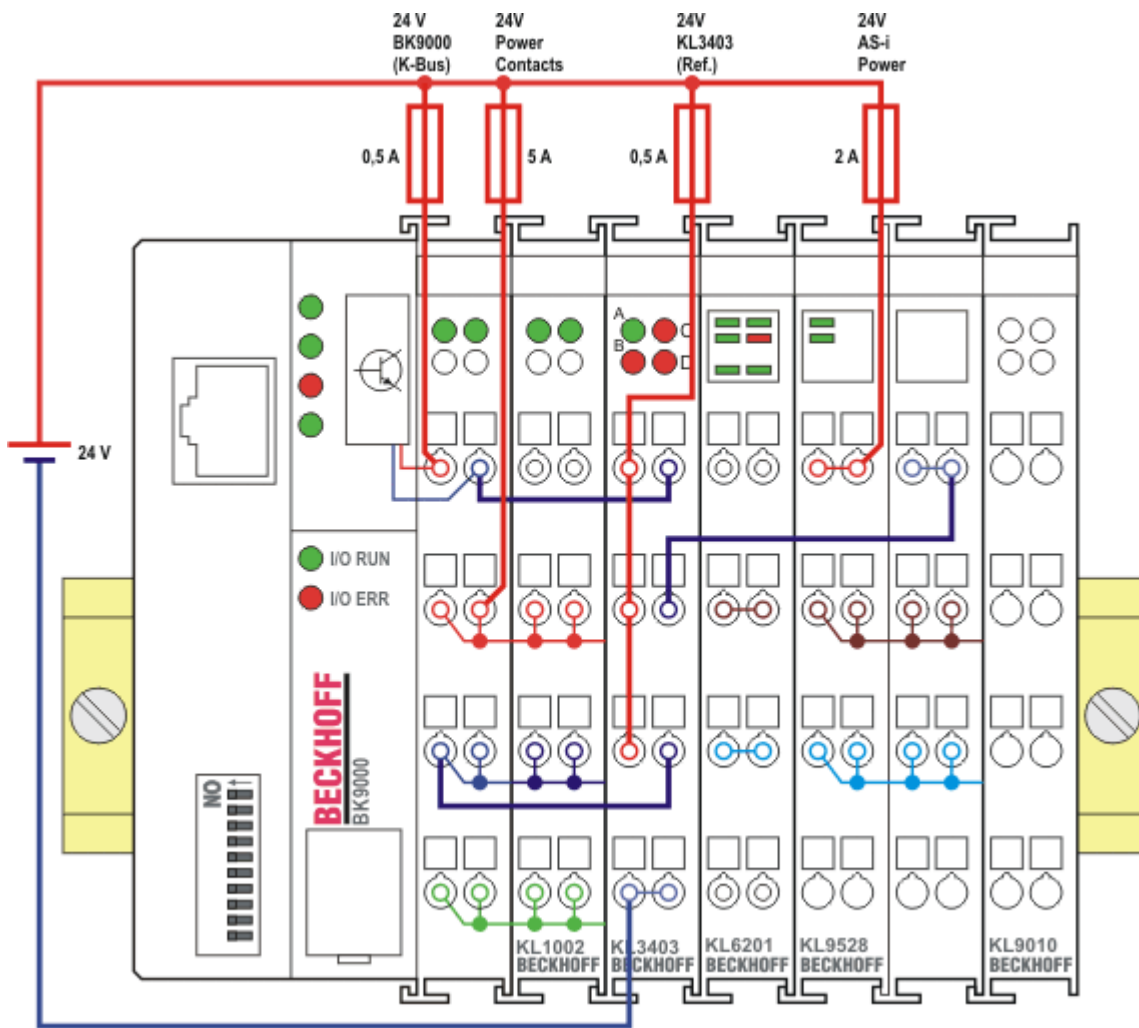 24 V
BK9000
(K-Bus)
24V
Power
Contacts
24V
KL3403
(Ref.)
24V
AS-i
Power
0,5 A
5 A
0,5 A
2 A
A
B
24 V
I/O RUN
I/O ERR
BECKHOFF
BK9000
ON
KL1002
BECKHOFF
KL3403
BECKHOFF
KL6201
BECKHOFF
KL9528
BECKHOFF
KL9010
BECKHOFF